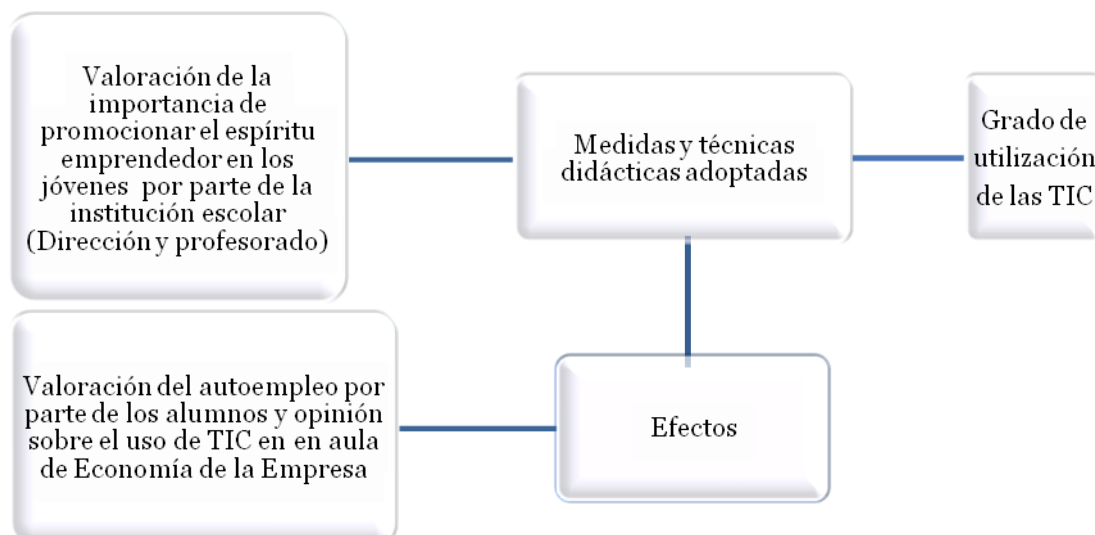 Valoración de la
importancia de
promocionar el espíritu
emprendedor en los
jóvenes por parte de la
institución escolar
(Dirección y profesorado)
Medidas y técnicas
didácticas adoptadas
Grado de
utilización
de las TIC
Valoración del autoempleo por
parte de los alumnos y opinión
sobre el uso de TIC en en aula
de Economía de la Empresa
Efectos